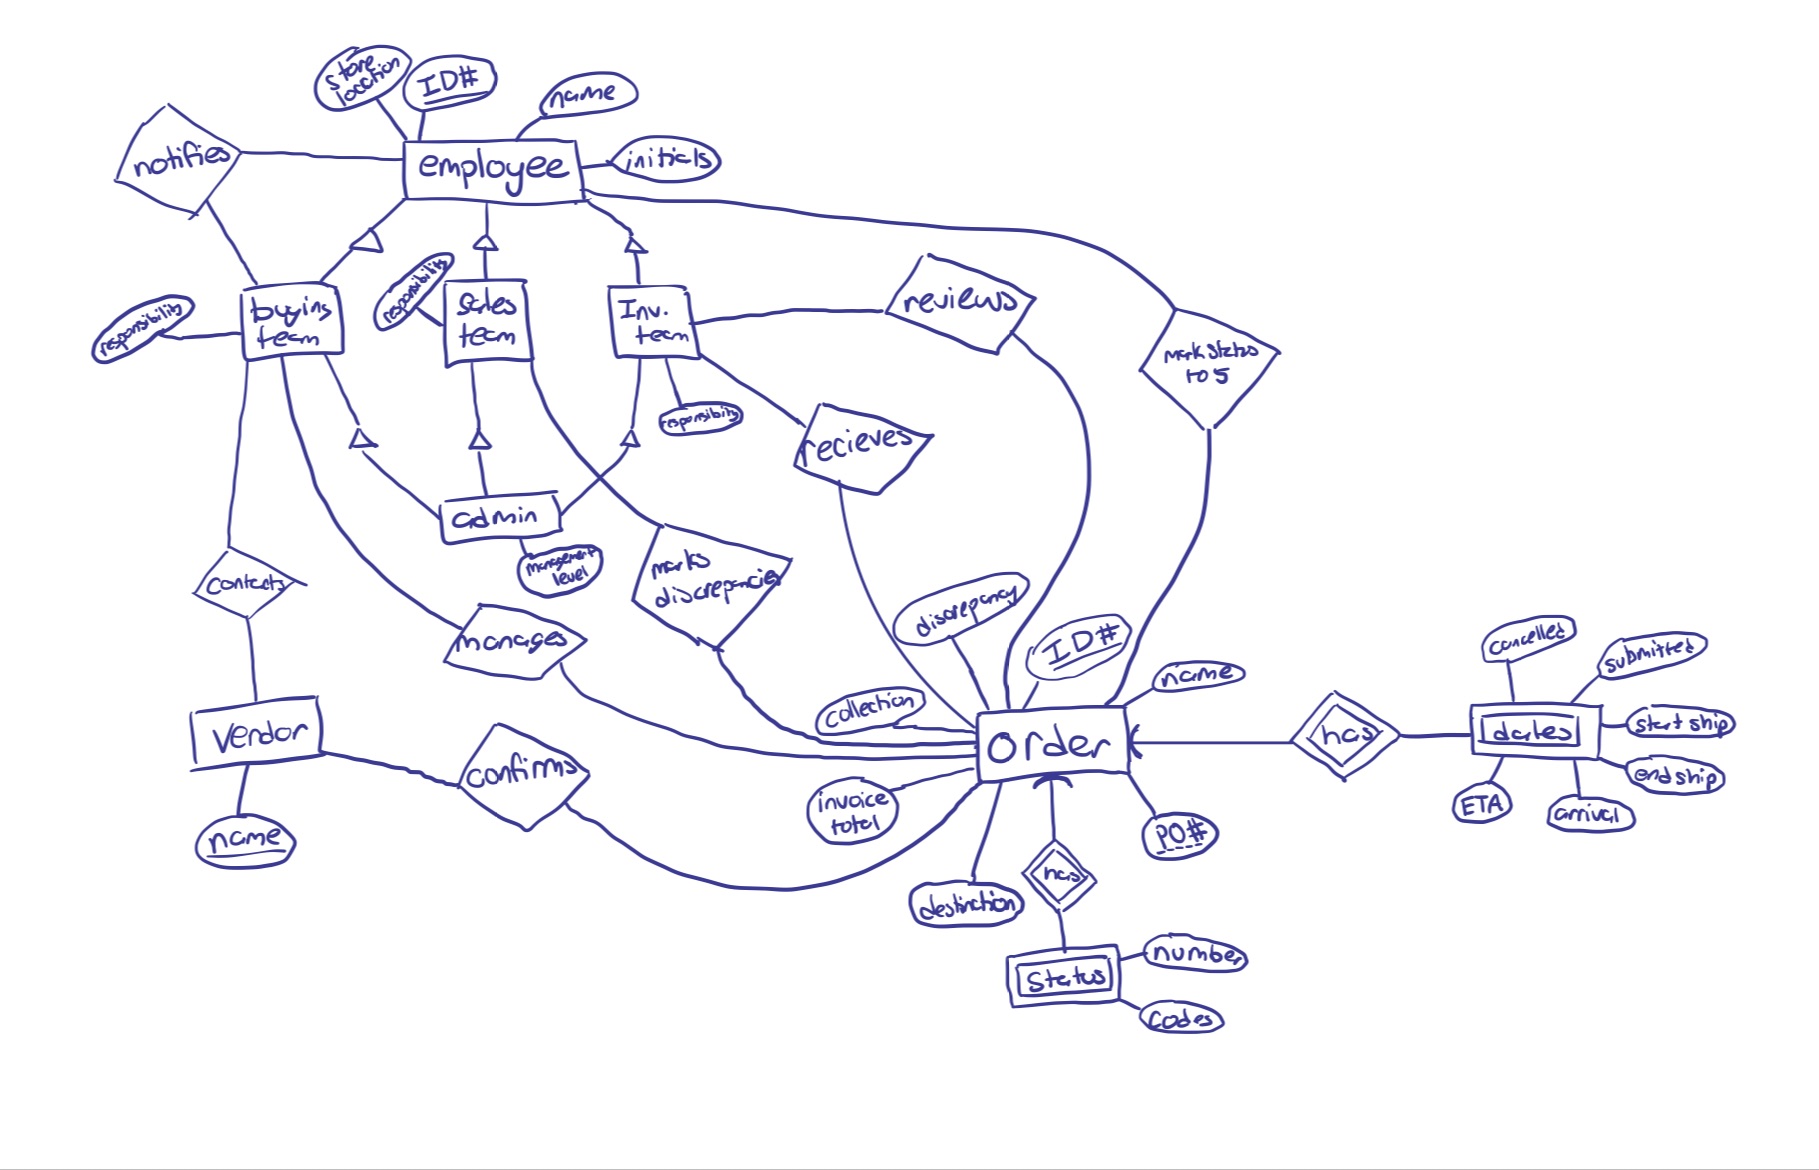 store
location
ID#
name
notifies
employee
initials
responsibility
buying
team
responsibility
Sales
team
Inv.
team
reviews
mark status
to 5
responsibility
recieves
admin
management
level
contacts
marks
discrepancies
manages
discrepancy
ID#
name
collection
cancelled
submitted
Vendor
confirms
order
has
dates
start ship
end ship
ETA
arrival
name
invoice
total
PO#
has
destination
Status
number
codes